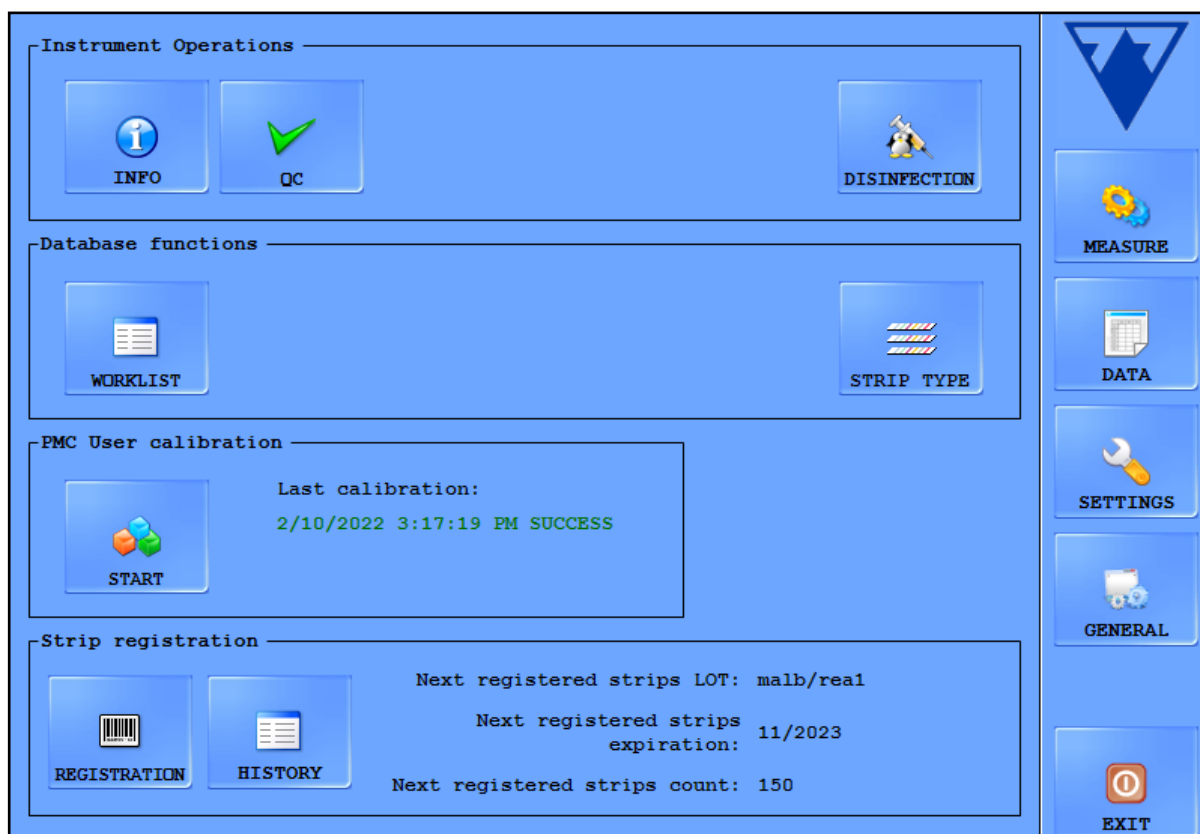 Instrument Operations
INFO
QC
DISINFECTION
MEASURE
Database functions
WORKLIST
STRIP TYPE
DATA
PMC User calibration
Last calibration:
2/10/2022 3:17:19 PM SUCCESS
START
SETTINGS
GENERAL
Strip registration
REGISTRATION
HISTORY
Next registered strips LOT: malb/rea1
Next registered strips
expiration: 11/2023
Next registered strips count: 150
EXIT